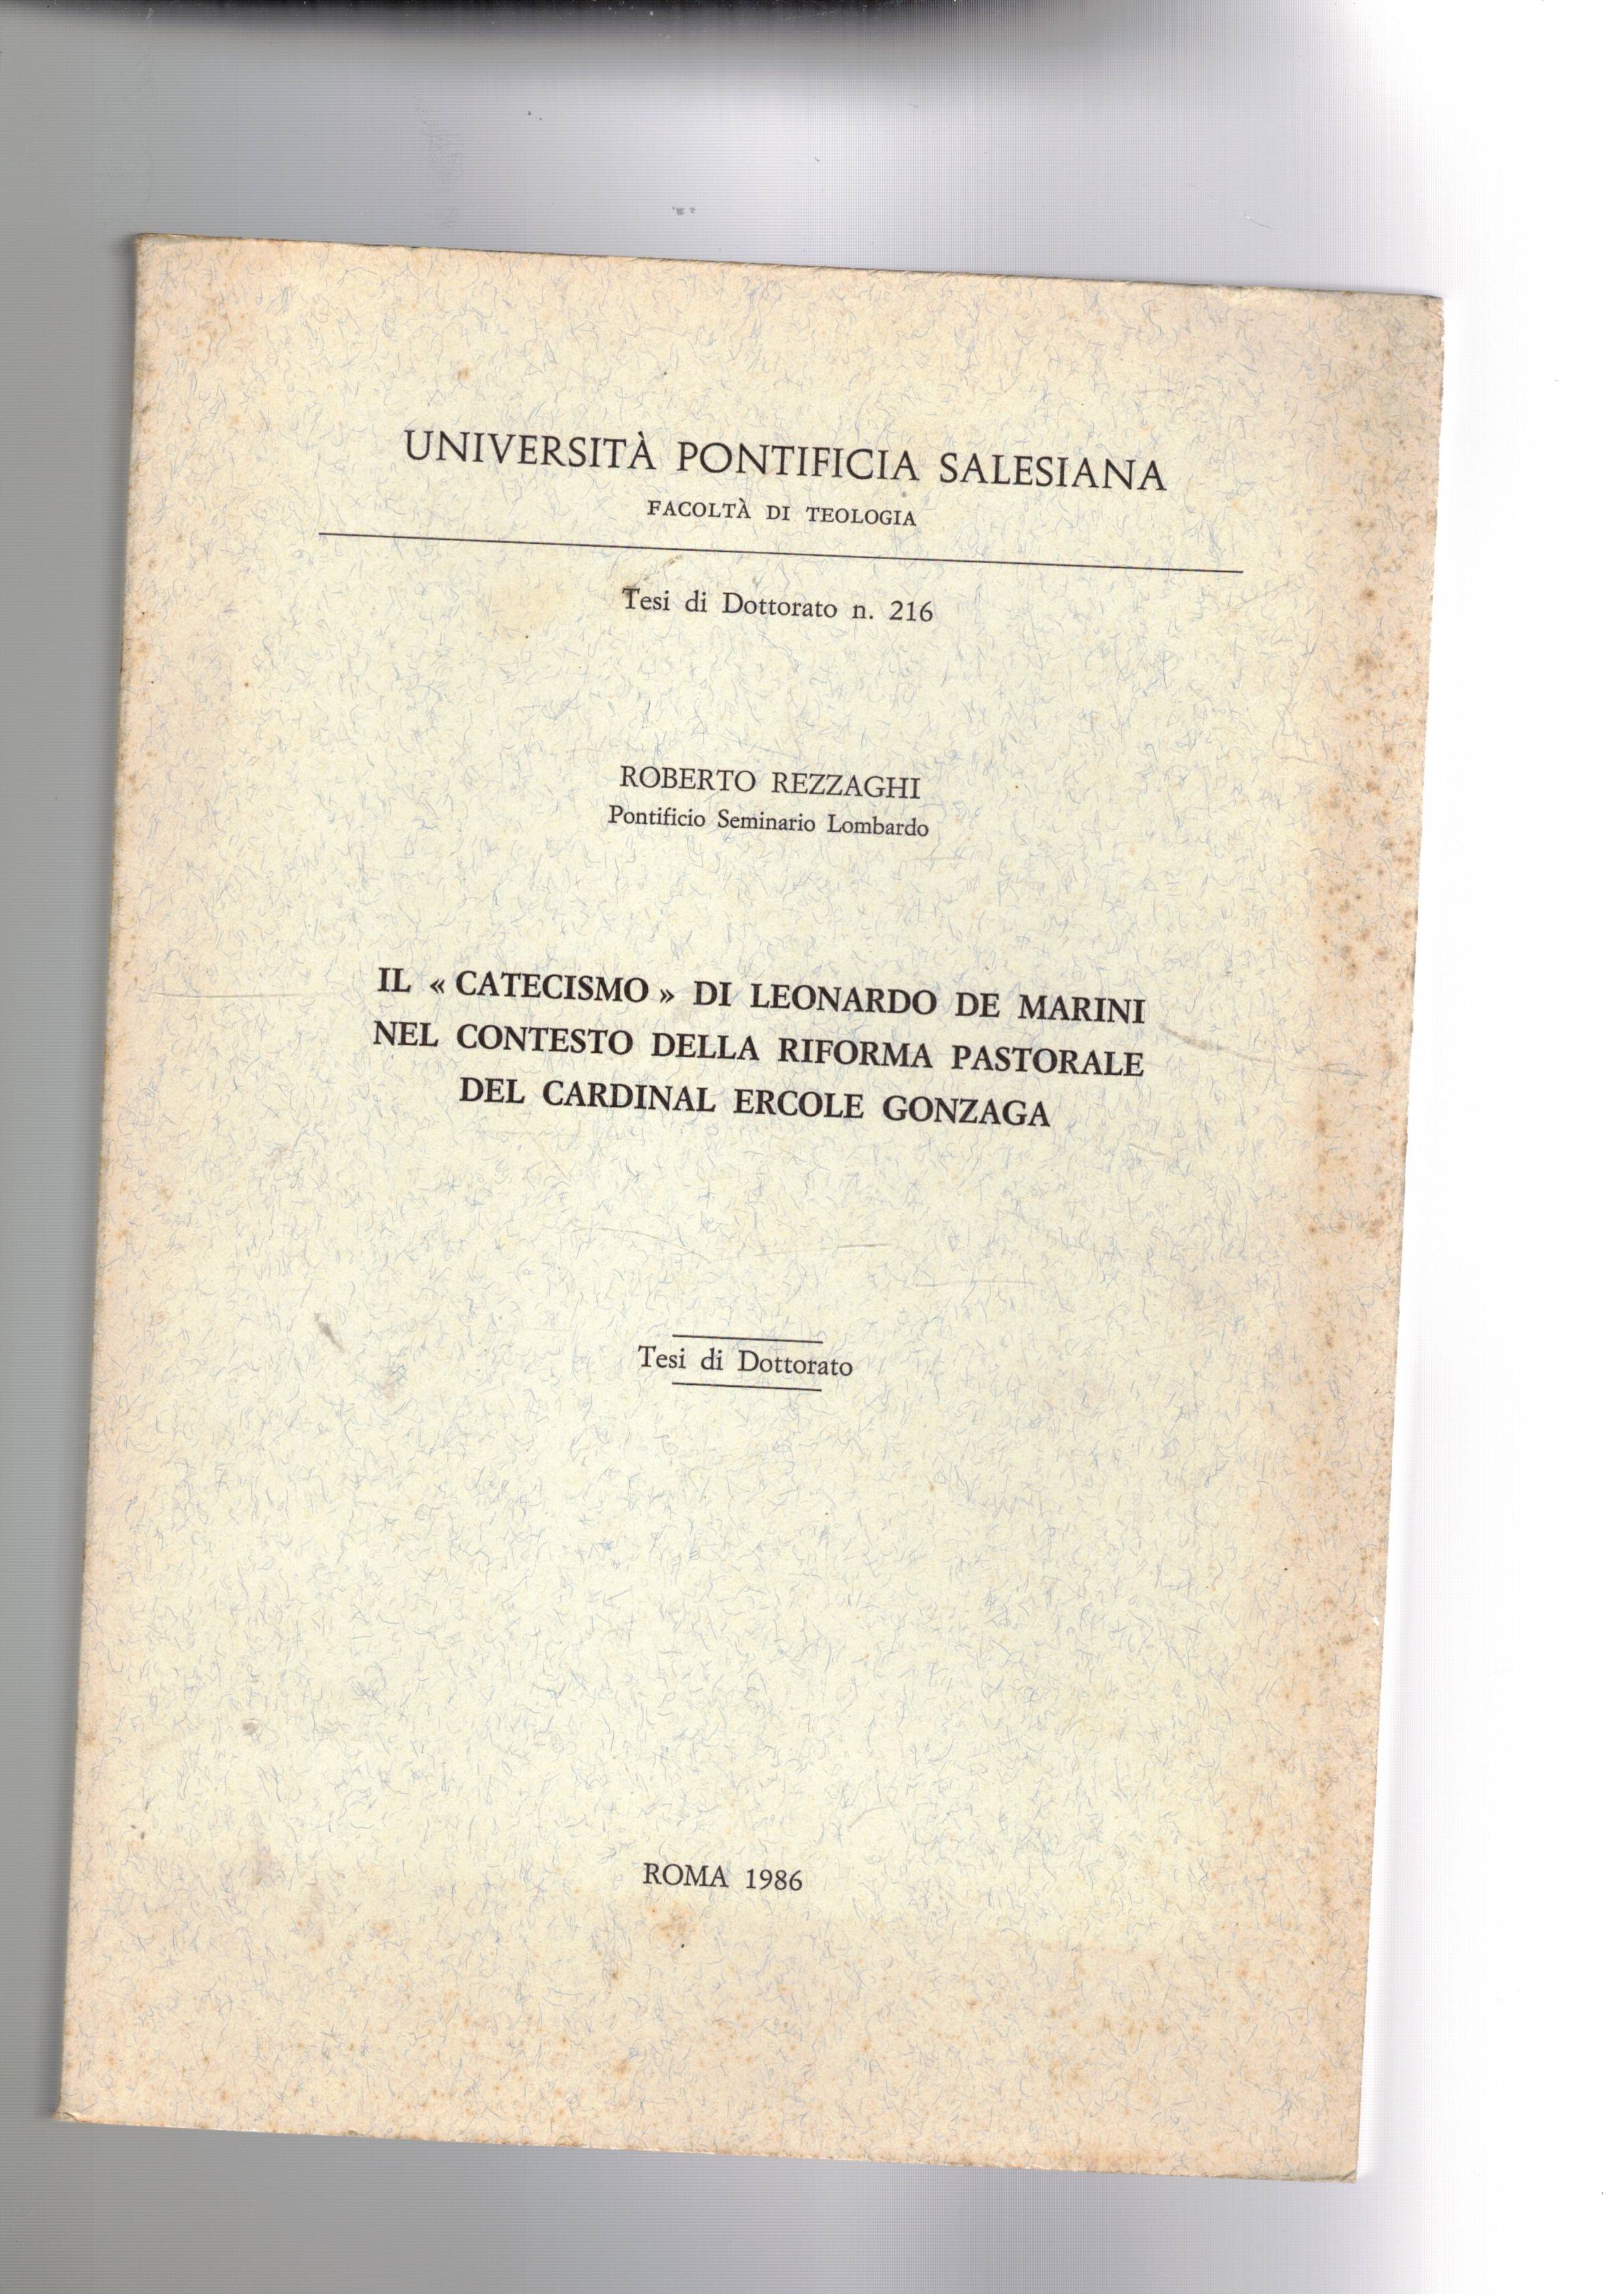 UNIVERSITÀ PONTIFICIA SALESIANA
FACOLTÀ DI TEOLOGIA
Tesi di Dottorato n. 216
ROBERTO REZZAGHI
Pontificio Seminario Lombardo
IL « CATECISMO » DI LEONARDO DE MARINI
NEL CONTESTO DELLA RIFORMA PASTORALE
DEL CARDINAL ERCOLE GONZAGA
Tesi di Dottorato
ROMA 1986